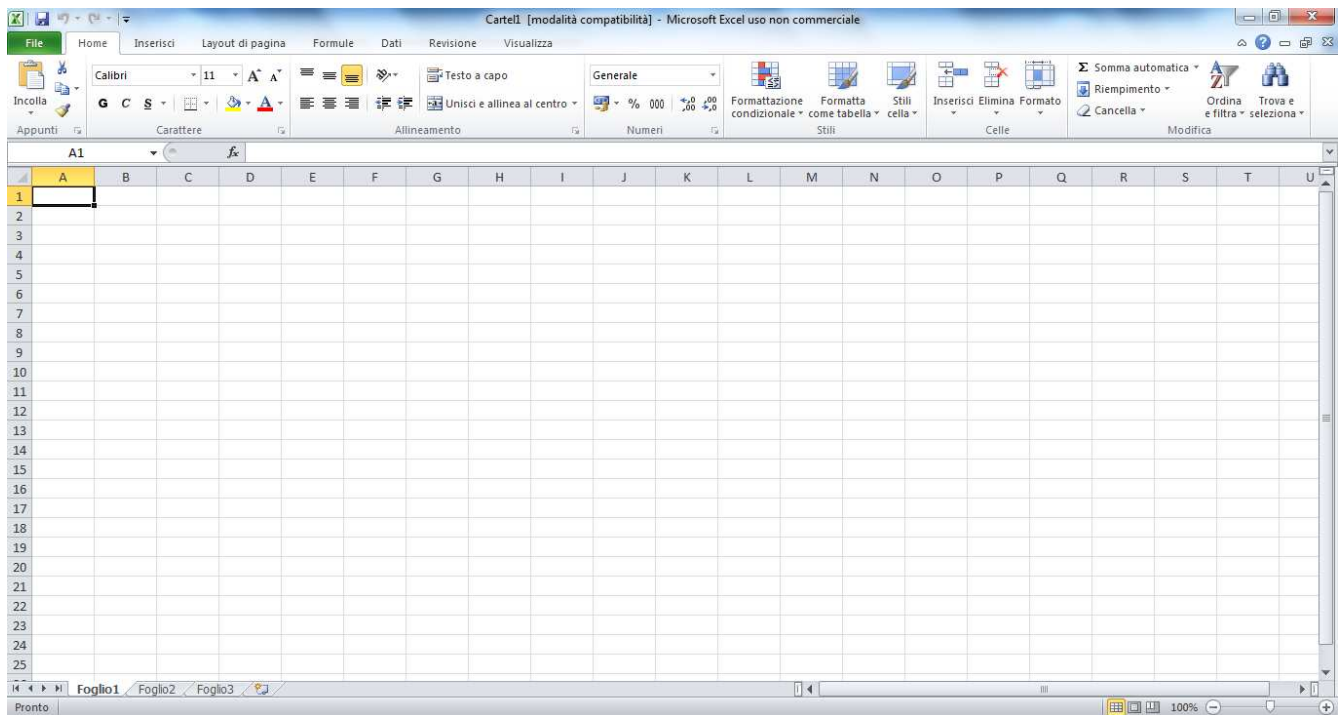 Cartel1 [modalità compatibilità] - Microsoft Excel uso non commerciale
File Home Inserisci Layout di pagina Formule Dati Revisione Visualizza
Incolla
Appunti
Calibri 11 A A
G C S A
Carattere
Testo a capo
Unisci e allinea al centro
Allineamento
Generale
% 000 ,00 ,00
Numeri
Formattazione condizionale
Formatta come tabella
Stili cella
Stili
Inserisci Elimina Formato
Celle
Σ Somma automatica
Riempimento
Cancella
Ordina e filtra
Trova e seleziona
Modifica
A1 fx
A B C D E F G H I J K L M N O P Q R S T U
1
2
3
4
5
6
7
8
9
10
11
12
13
14
15
16
17
18
19
20
21
22
23
24
25
Foglio1 Foglio2 Foglio3
Pronto 100%